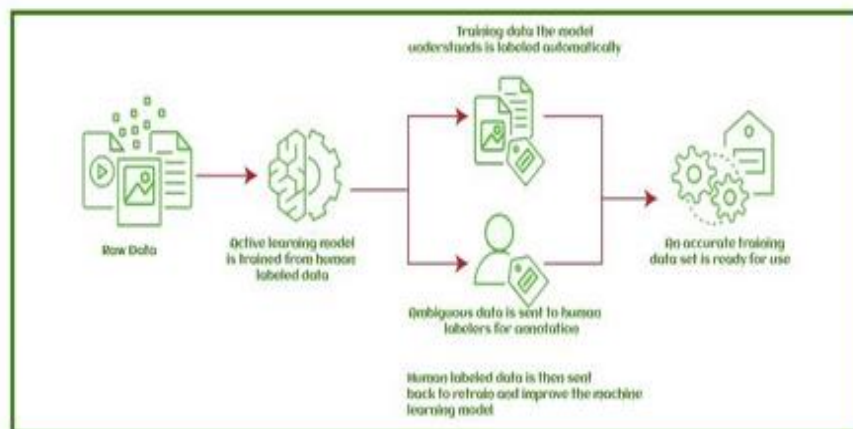 Training data the model
understands is labeled automatically
Raw Data
Active learning model
is trained from human
labeled data
An accurate training
data set is ready for use
Ambiguous data is sent to human
labelers for annotation
Human labeled data is then sent
back to retrain and improve the machine
learning model